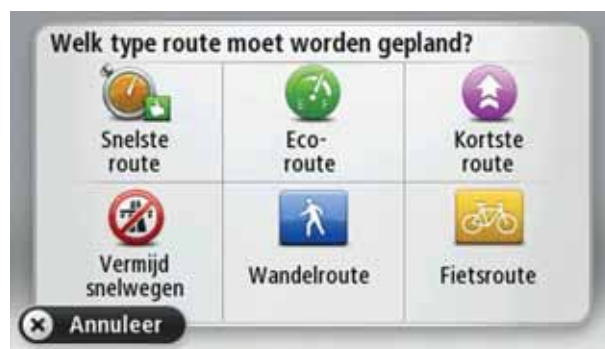 Welk type route moet worden gepland?
Snelste
route
Eco-
route
Kortste
route
Vermijd
snelwegen
Wandelroute
Fietsroute
Annuleer